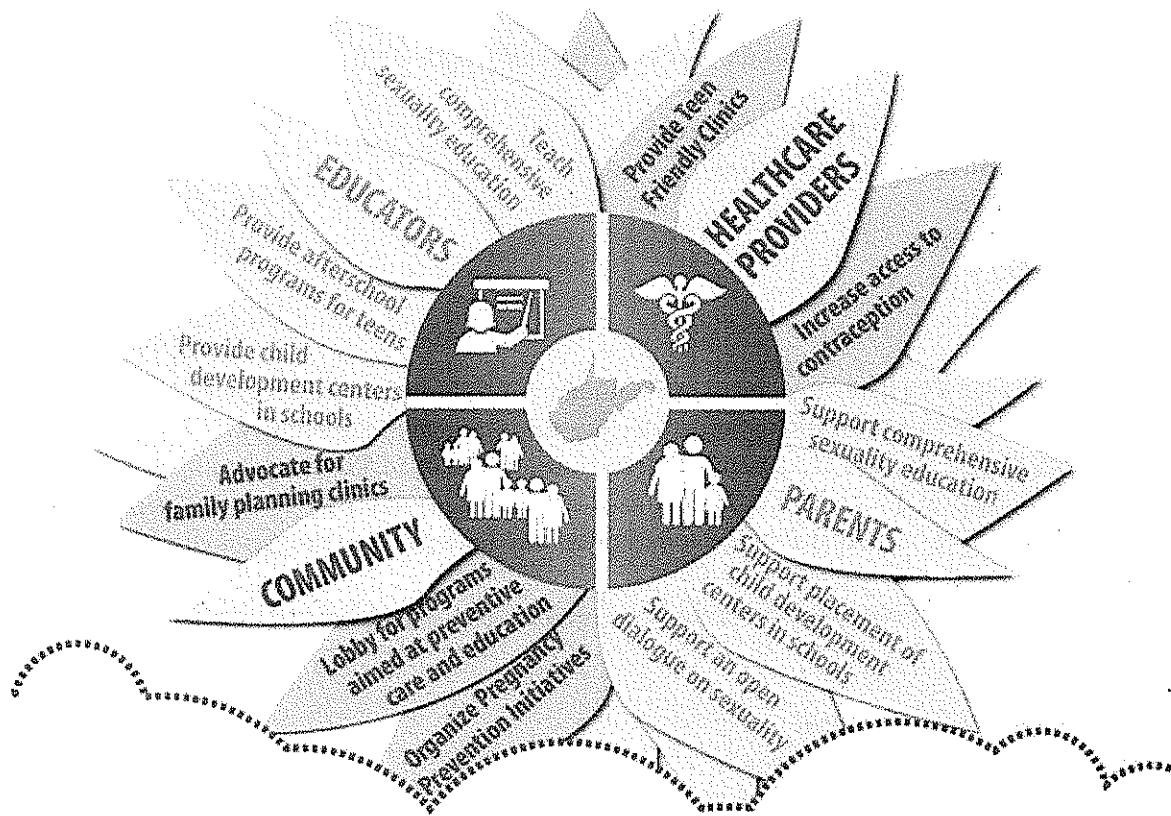 Teach
comprehensive
sexuality education
EDUCATORS
Provide afterschool
programs for teens
Provide child
development centers
in schools
Provide Teen
Friendly Clinics
HEALTHCARE
PROVIDERS
Increase access to
contraception
Support comprehensive
sexuality education
PARENTS
Support placement of
child development
centers in schools
Support an open
dialogue on sexuality
Advocate for
family planning clinics
COMMUNITY
Lobby for programs
aimed at preventive
care and education
Organize Pregnancy
Prevention Initiatives